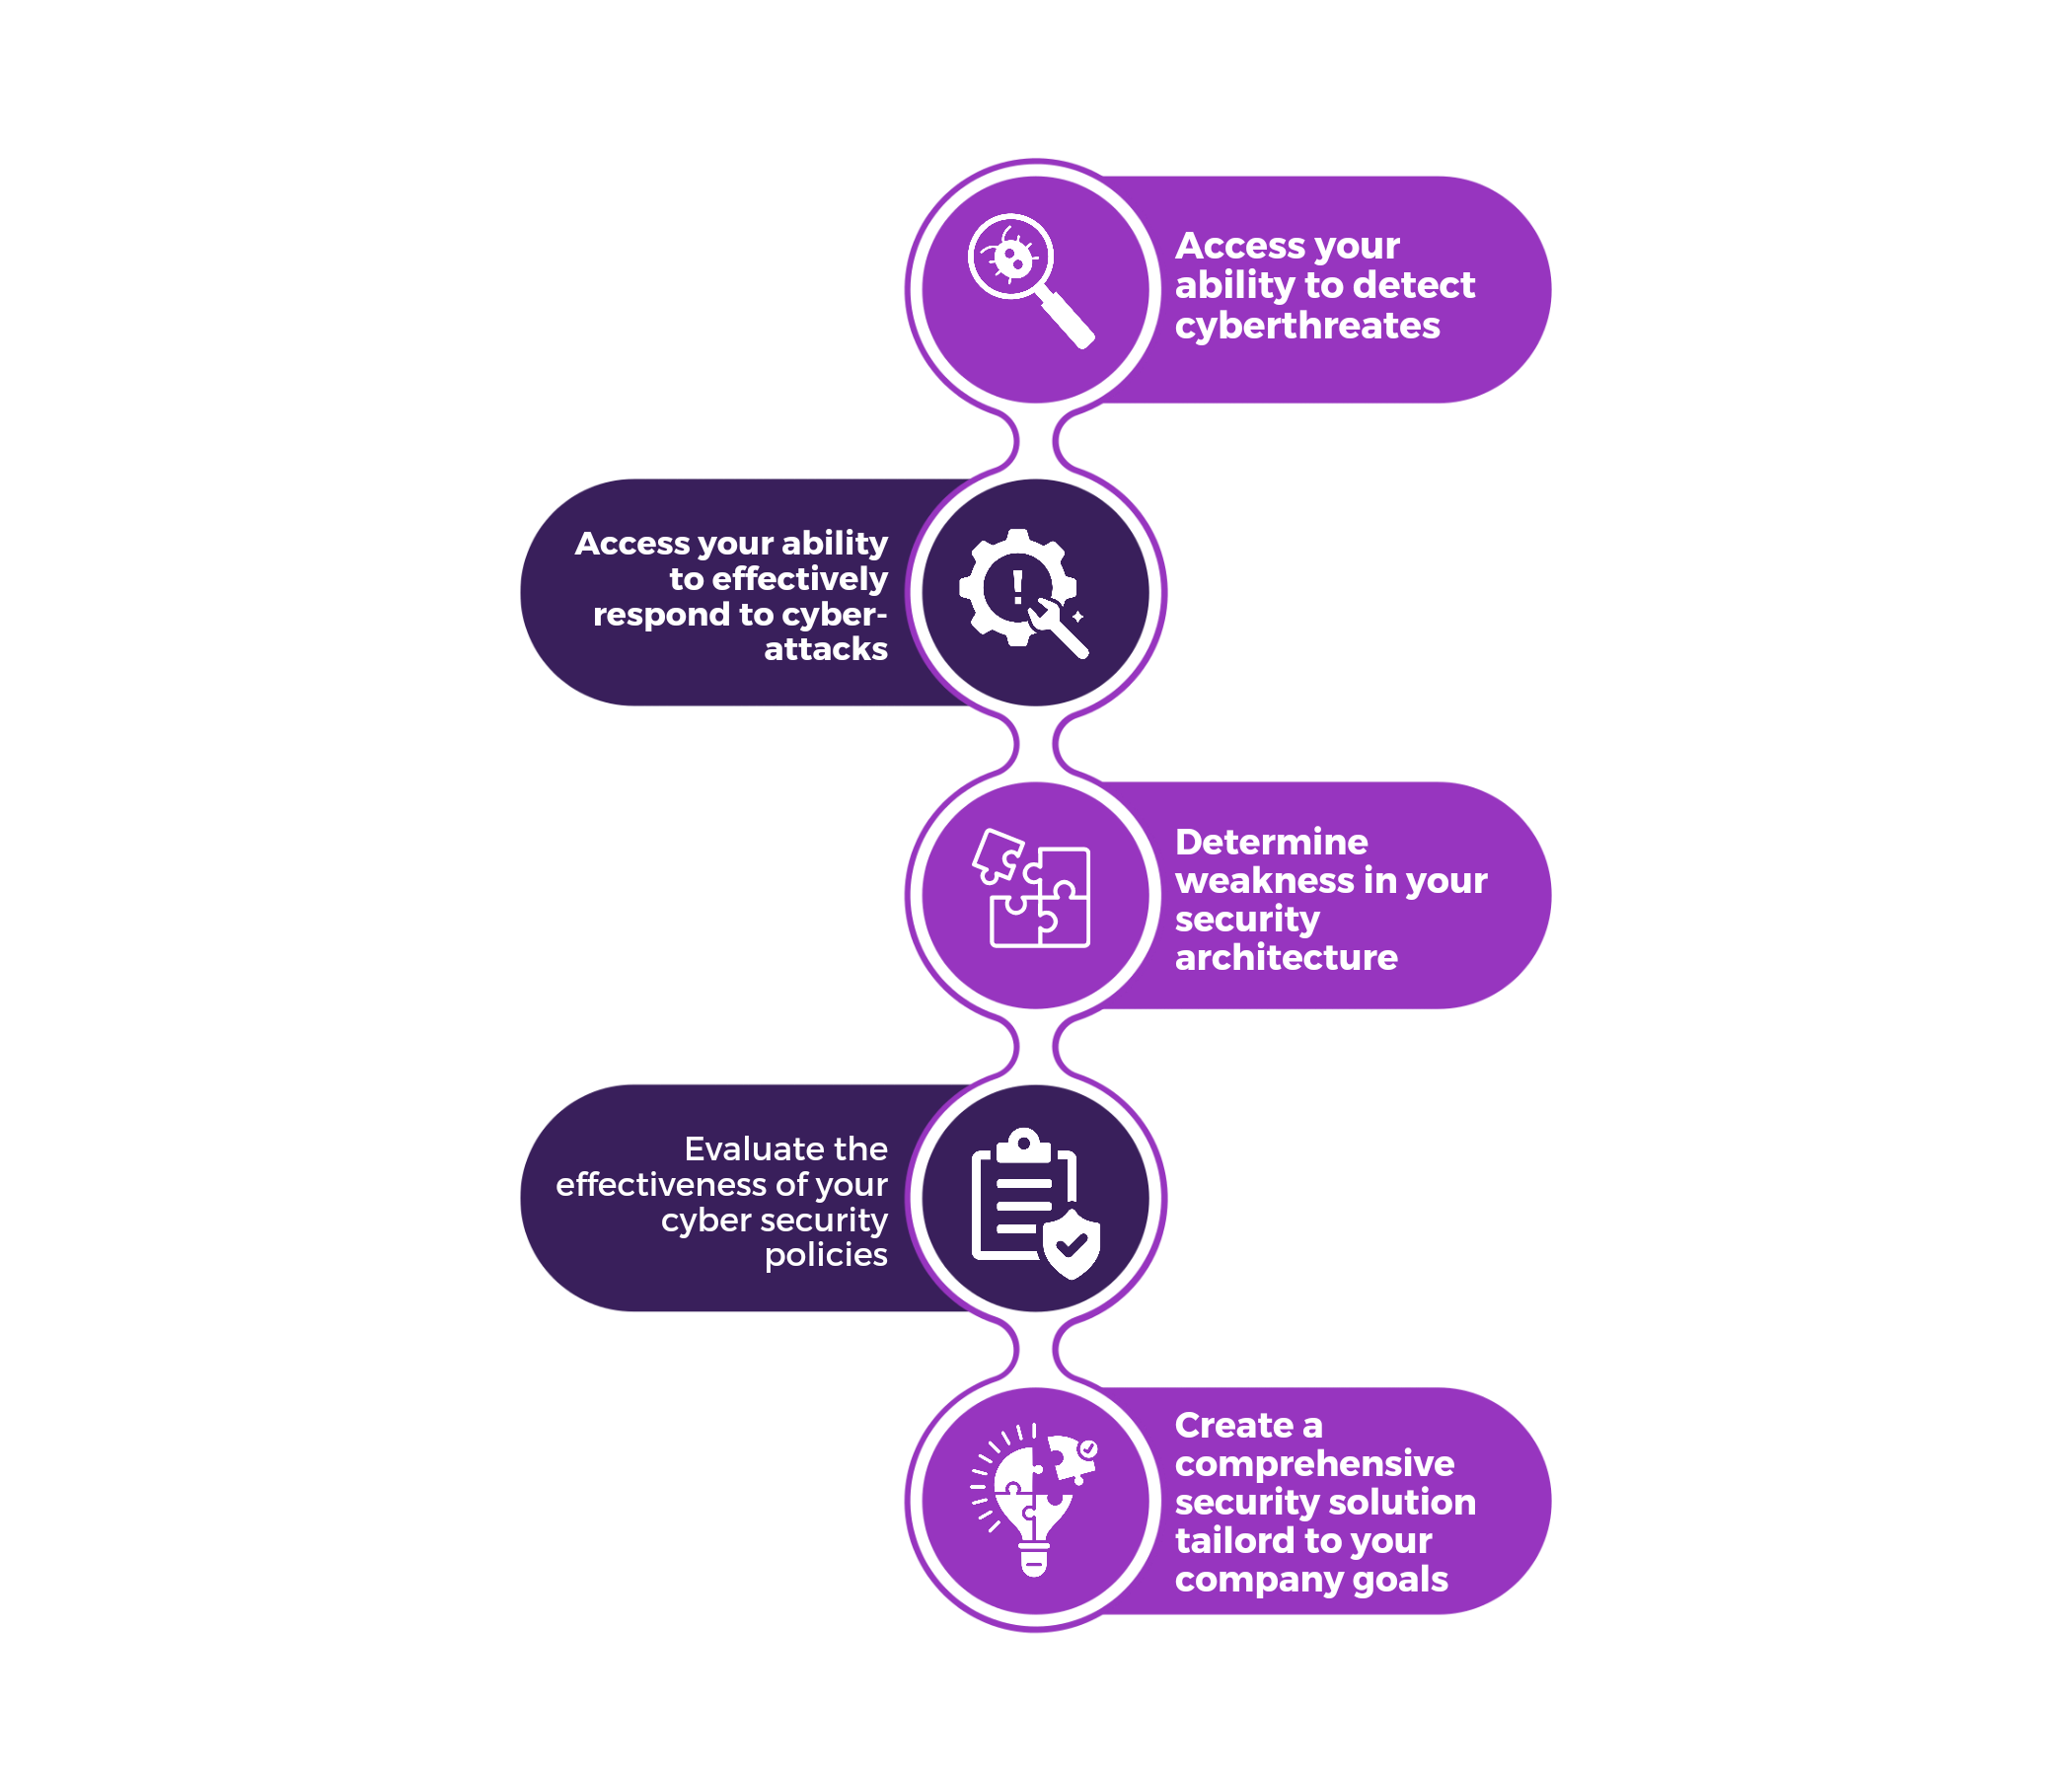 Access your
ability to detect
cyberthreates
Access your ability
to effectively
respond to cyber-
attacks
Determine
weakness in your
security
architecture
Evaluate the
effectiveness of your
cyber security
policies
Create a
comprehensive
security solution
tailord to your
company goals